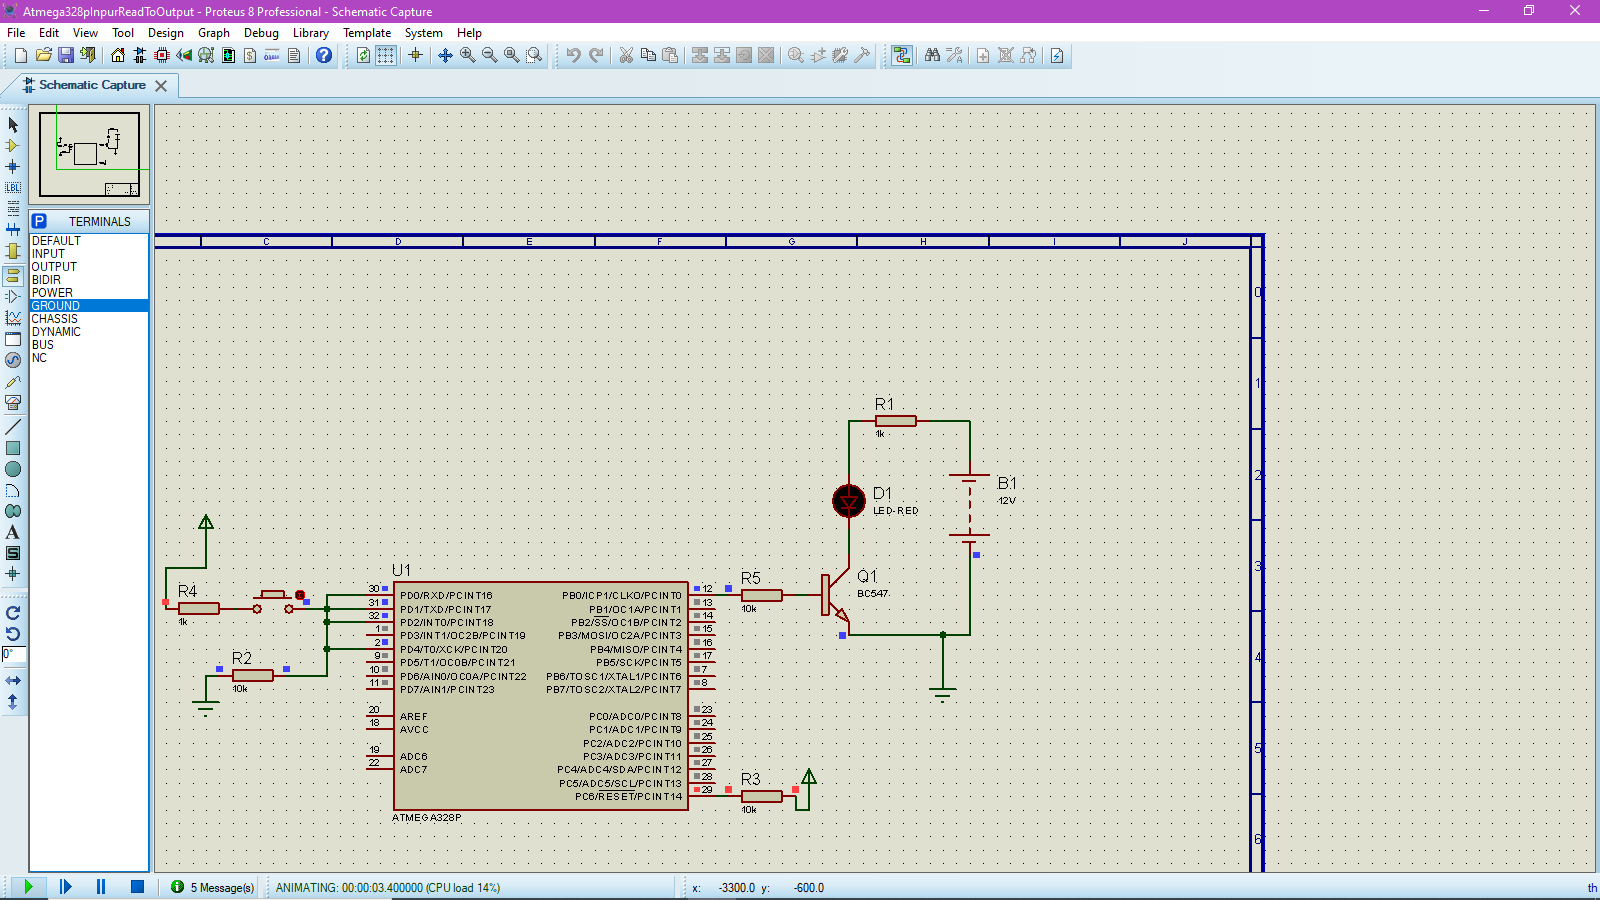 Atmega328pInpurReadToOutput - Proteus 8 Professional - Schematic Capture
File Edit View Tool Design Graph Debug Library Template System Help
Schematic Capture
LBL
P TERMINALS
DEFAULT
INPUT
OUTPUT
BIDIR
POWER
GROUND
CHASSIS
DYNAMIC
BUS
NC
A
S
0°
C D E F G H I J
0
1
2
3
4
5
6
R1
1k
B1
12V
D1
LED-RED
Q1
BC547
R5
10k
R4
1k
R2
10k
R3
10k
U1
30 PD0/RXD/PCINT16
31 PD1/TXD/PCINT17
32 PD2/INT0/PCINT18
1 PD3/INT1/OC2B/PCINT19
2 PD4/T0/XCK/PCINT20
9 PD5/T1/OC0B/PCINT21
10 PD6/AIN0/OC0A/PCINT22
11 PD7/AIN1/PCINT23
20 AREF
18 AVCC
19 ADC6
22 ADC7
PB0/ICP1/CLKO/PCINT0 12
PB1/OC1A/PCINT1 13
PB2/SS/OC1B/PCINT2 14
PB3/MOSI/OC2A/PCINT3 15
PB4/MISO/PCINT4 16
PB5/SCK/PCINT5 17
PB6/TOSC1/XTAL1/PCINT6 7
PB7/TOSC2/XTAL2/PCINT7 8
PC0/ADC0/PCINT8 23
PC1/ADC1/PCINT9 24
PC2/ADC2/PCINT10 25
PC3/ADC3/PCINT11 26
PC4/ADC4/SDA/PCINT12 27
PC5/ADC5/SCL/PCINT13 28
PC6/RESET/PCINT14 29
ATMEGA328P
5 Message(s) ANIMATING: 00:00:03.400000 (CPU load 14%) x: -3300.0 y: -600.0 th